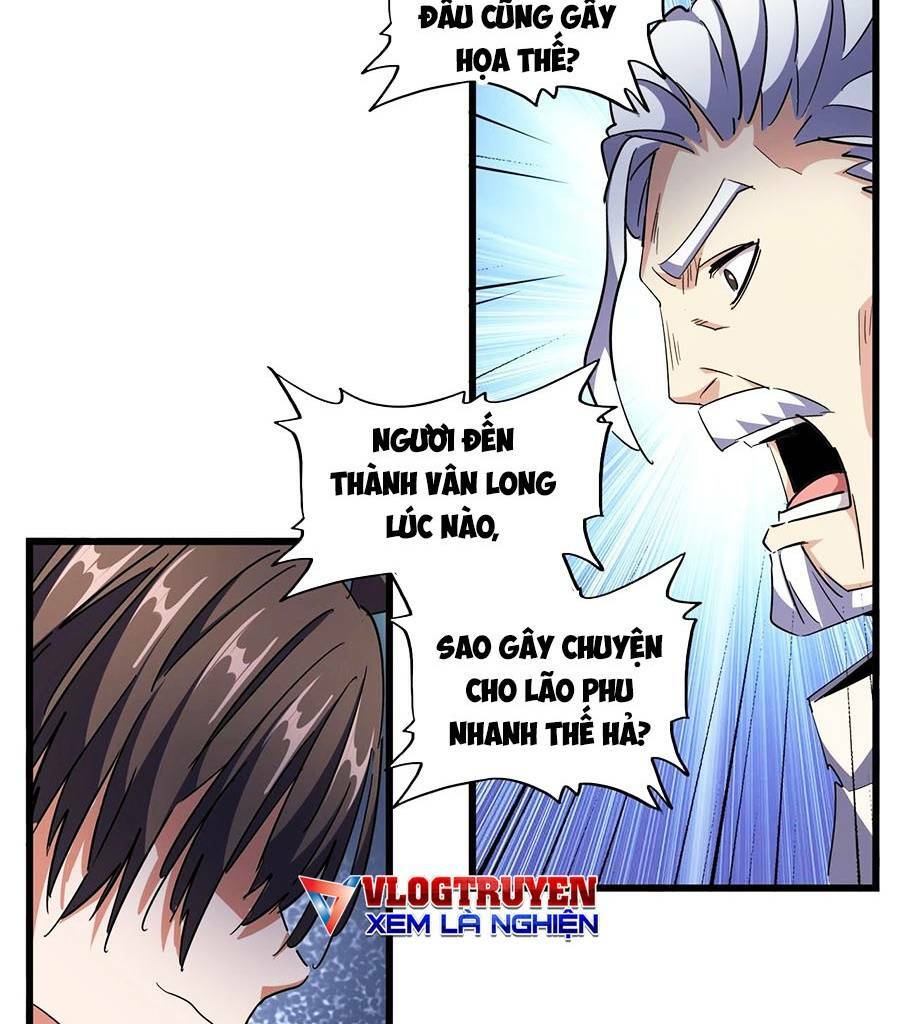 ĐÂU CŨNG GÂY
HỌA THẾ?
NGƯƠI ĐẾN
THÀNH VÂN LONG
LÚC NÀO,
SAO GÂY CHUYỆN
CHO LÃO PHU
NHANH THẾ HẢ?
VLOGTRUYEN
XEM LÀ NGHIỆN